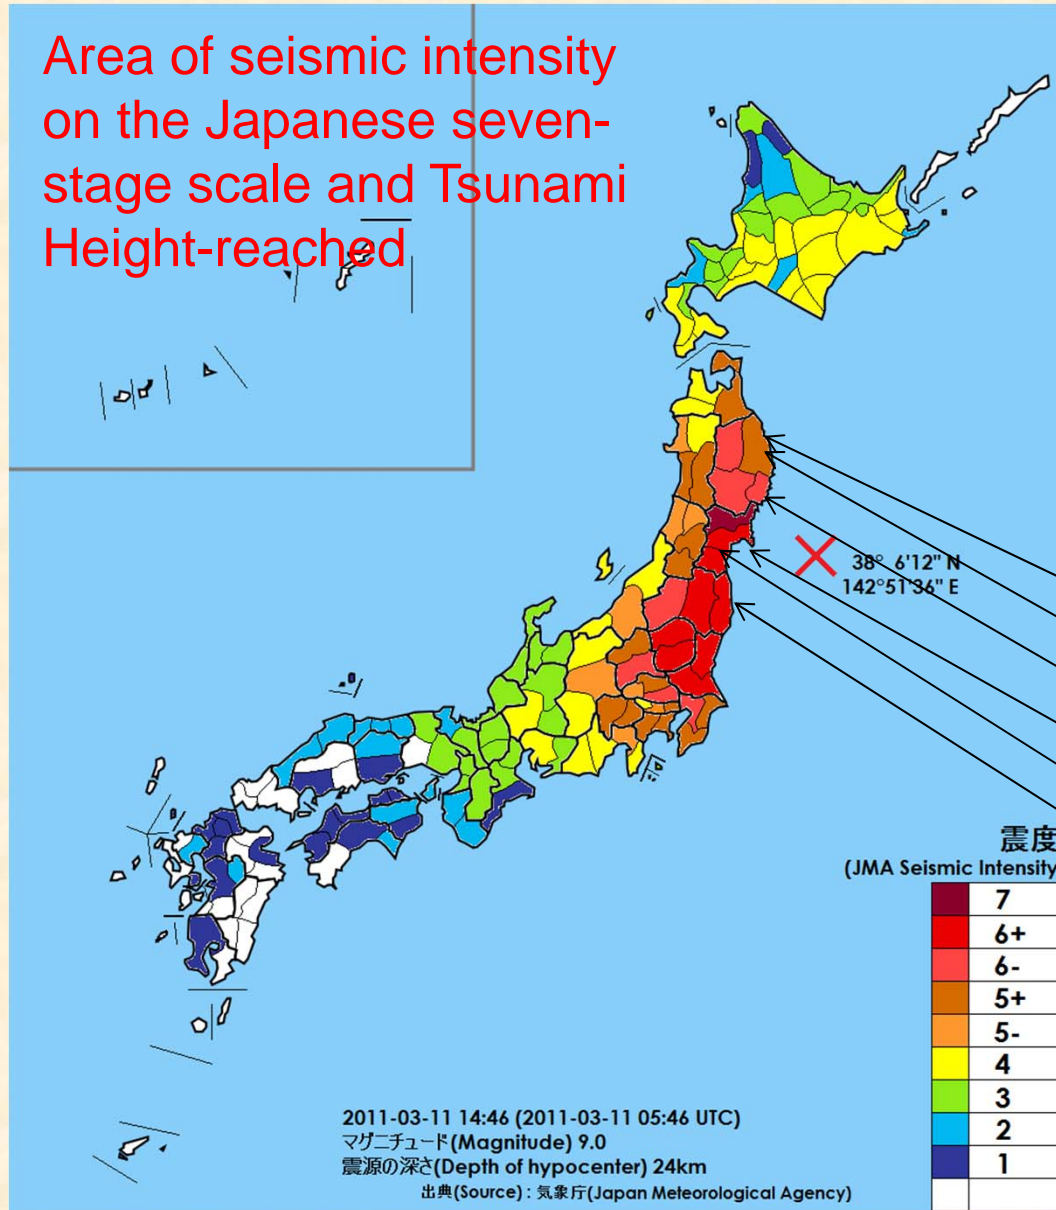 Area of seismic intensity
on the Japanese seven-
stage scale and Tsunami
Height-reached
38° 6'12" N
142°51'36" E
震度
(JMA Seismic Intensity
7
6+
6-
5+
5-
4
3
2
1
2011-03-11 14:46 (2011-03-11 05:46 UTC)
マグニチュード(Magnitude) 9.0
震源の深さ(Depth of hypocenter) 24km
出典(Source) : 気象庁(Japan Meteorological Agency)